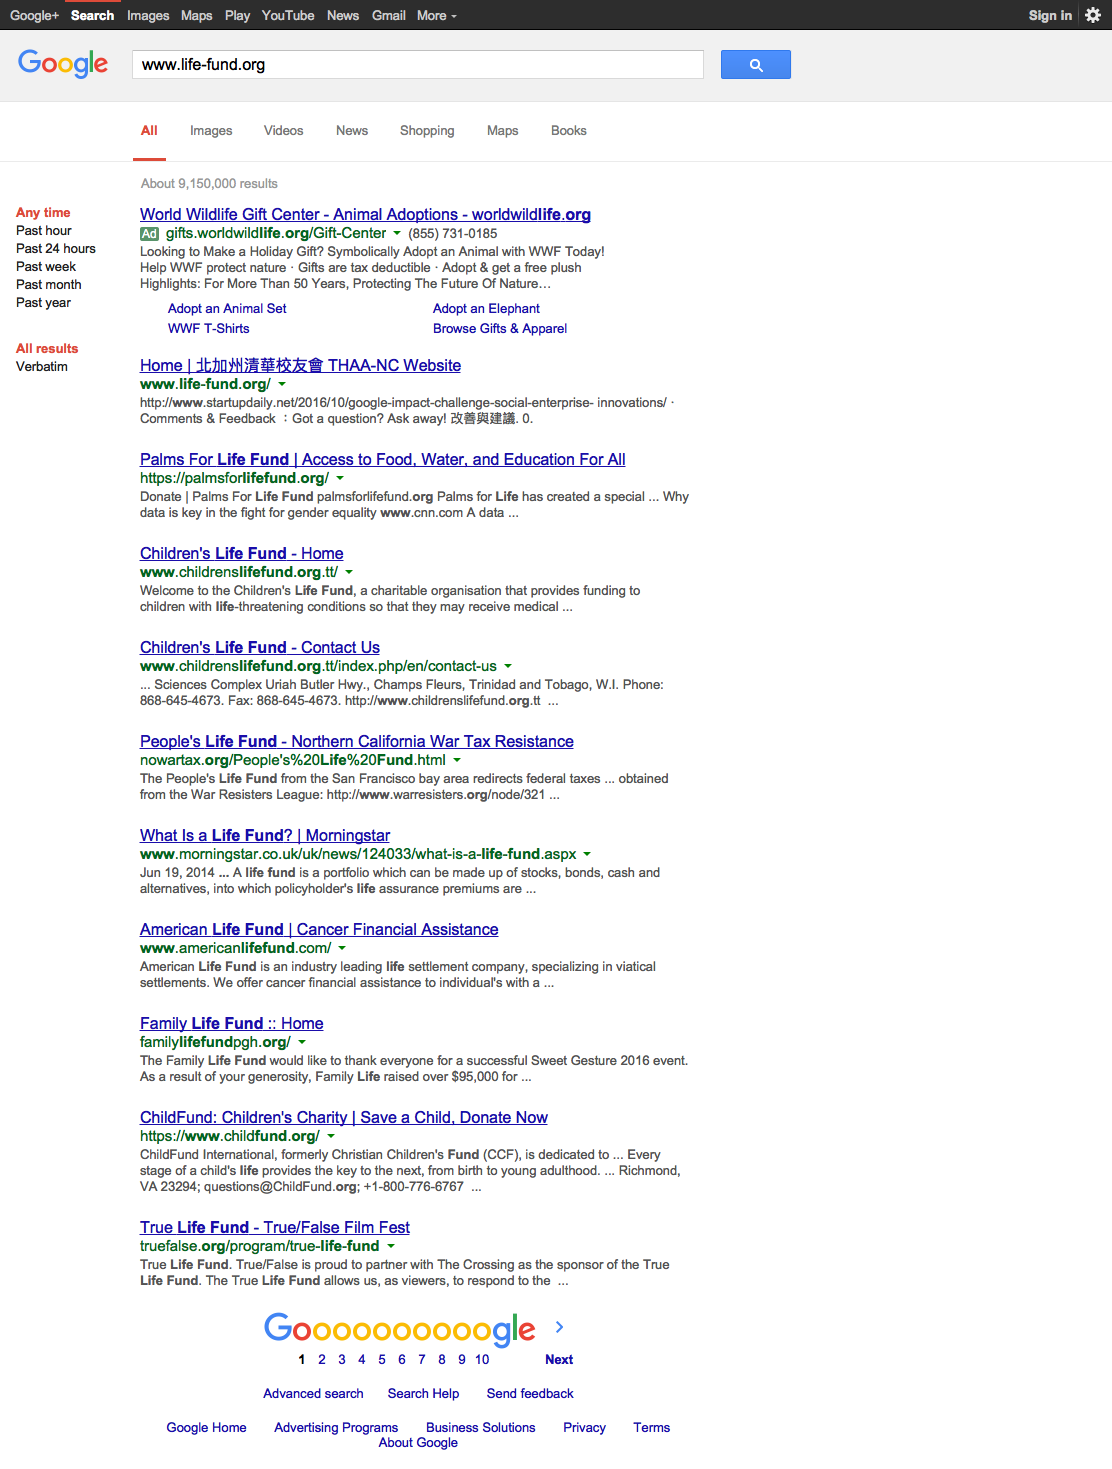 Google+ Search Images Maps Play YouTube News Gmail More Sign in
Google www.life-fund.org
All Images Videos News Shopping Maps Books
About 9,150,000 results
Any time
Past hour
Past 24 hours
Past week
Past month
Past year
All results
Verbatim
World Wildlife Gift Center - Animal Adoptions - worldwildlife.org
Ad gifts.worldwildlife.org/Gift-Center (855) 731-0185
Looking to Make a Holiday Gift? Symbolically Adopt an Animal with WWF Today!
Help WWF protect nature · Gifts are tax deductible · Adopt & get a free plush
Highlights: For More Than 50 Years, Protecting The Future Of Nature…
Adopt an Animal Set Adopt an Elephant
WWF T-Shirts Browse Gifts & Apparel
Home | 北加州清華校友會 THAA-NC Website
www.life-fund.org/
http://www.startupdaily.net/2016/10/google-impact-challenge-social-enterprise- innovations/ ·
Comments & Feedback ：Got a question? Ask away! 改善與建議. 0.
Palms For Life Fund | Access to Food, Water, and Education For All
https://palmsforlifefund.org/
Donate | Palms For Life Fund palmsforlifefund.org Palms for Life has created a special ... Why
data is key in the fight for gender equality www.cnn.com A data ...
Children's Life Fund - Home
www.childrenslifefund.org.tt/
Welcome to the Children's Life Fund, a charitable organisation that provides funding to
children with life-threatening conditions so that they may receive medical ...
Children's Life Fund - Contact Us
www.childrenslifefund.org.tt/index.php/en/contact-us
... Sciences Complex Uriah Butler Hwy., Champs Fleurs, Trinidad and Tobago, W.I. Phone:
868-645-4673. Fax: 868-645-4673. http://www.childrenslifefund.org.tt ...
People's Life Fund - Northern California War Tax Resistance
nowartax.org/People's%20Life%20Fund.html
The People's Life Fund from the San Francisco bay area redirects federal taxes ... obtained
from the War Resisters League: http://www.warresisters.org/node/321 ...
What Is a Life Fund? | Morningstar
www.morningstar.co.uk/uk/news/124033/what-is-a-life-fund.aspx
Jun 19, 2014 ... A life fund is a portfolio which can be made up of stocks, bonds, cash and
alternatives, into which policyholder's life assurance premiums are ...
American Life Fund | Cancer Financial Assistance
www.americanlifefund.com/
American Life Fund is an industry leading life settlement company, specializing in viatical
settlements. We offer cancer financial assistance to individual's with a ...
Family Life Fund :: Home
familylifefundpgh.org/
The Family Life Fund would like to thank everyone for a successful Sweet Gesture 2016 event.
As a result of your generosity, Family Life raised over $95,000 for ...
ChildFund: Children's Charity | Save a Child, Donate Now
https://www.childfund.org/
ChildFund International, formerly Christian Children's Fund (CCF), is dedicated to ... Every
stage of a child's life provides the key to the next, from birth to young adulthood. ... Richmond,
VA 23294; questions@ChildFund.org; +1-800-776-6767 ...
True Life Fund - True/False Film Fest
truefalse.org/program/true-life-fund
True Life Fund. True/False is proud to partner with The Crossing as the sponsor of the True
Life Fund. The True Life Fund allows us, as viewers, to respond to the ...
Goooooooooogle
1 2 3 4 5 6 7 8 9 10 Next
Advanced search Search Help Send feedback
Google Home Advertising Programs Business Solutions Privacy Terms
About Google